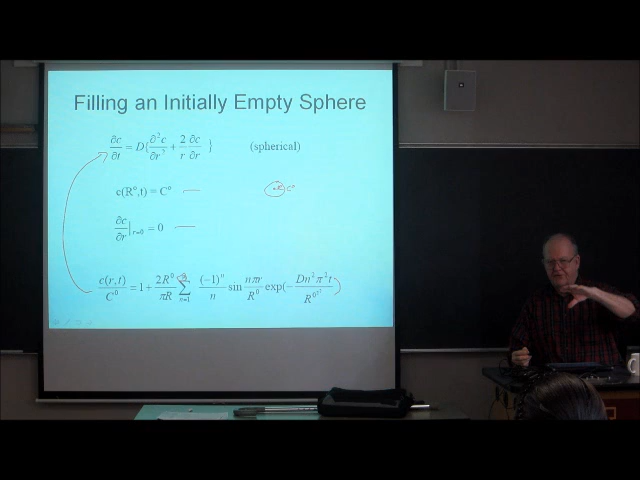 Filling an Initially Empty Sphere
∂c/∂t = D{∂²c/∂r² + 2/r ∂c/∂r } (spherical)
c(R⁰,t) = C⁰ C⁰
∂c/∂r|r=0 = 0
c(r,t)/C⁰ = 1 + 2R⁰/πR ∑n=1 (-1)ⁿ/n sin nπr/R⁰ exp(− Dn²π²t/R⁰²)